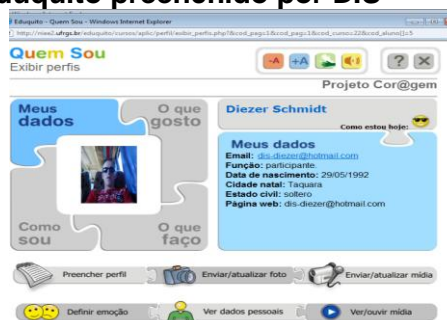 duquito preenchido por DIS
Eduquito - Quem Sou - Windows Internet Explorer
Quem Sou
Exibir perfis
-A +A ? ×
Projeto Cor@gem
Meus dados
O que gosto
Como sou
O que faço
Diezer Schmidt
Como estou hoje:
Meus dados
Email: dis-diezer@hotmail.com
Função: participante.
Data de nascimento: 29/05/1992
Cidade natal: Taquara
Estado civil: solteiro
Página web: dis-diezer@hotmail.com
Preencher perfil
Enviar/atualizar foto
Enviar/atualizar mídia
Definir emoção
Ver dados pessoais
Ver/ouvir mídia